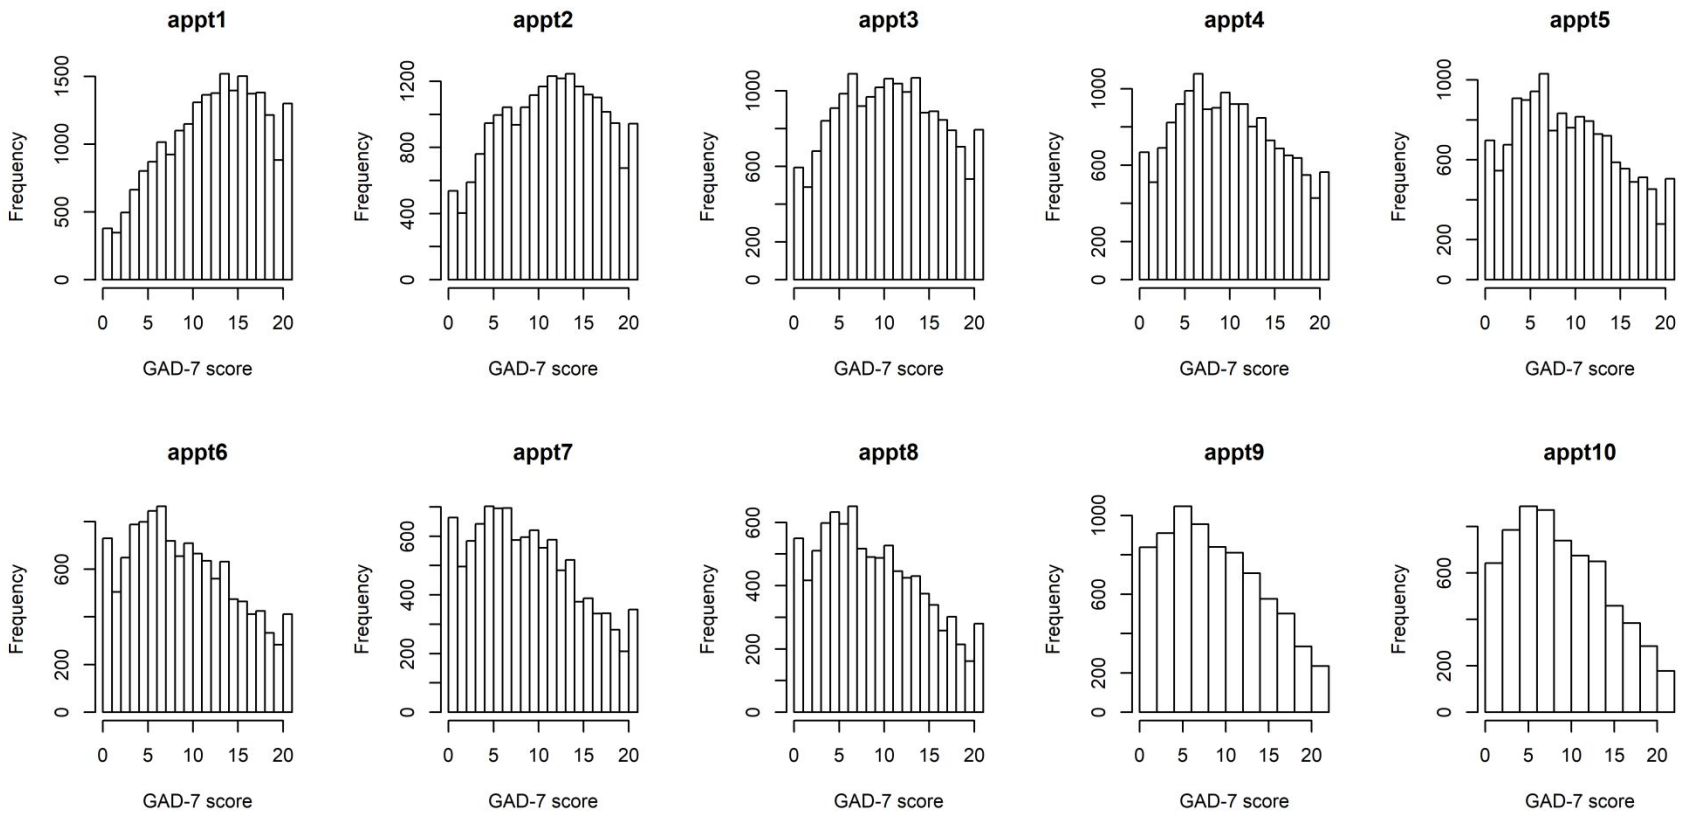 appt1
Frequency
0 500 1000 1500
0 5 10 15 20
GAD-7 score
appt2
Frequency
0 400 800 1200
0 5 10 15 20
GAD-7 score
appt3
Frequency
0 200 600 1000
0 5 10 15 20
GAD-7 score
appt4
Frequency
0 200 600 1000
0 5 10 15 20
GAD-7 score
appt5
Frequency
0 200 600 1000
0 5 10 15 20
GAD-7 score
appt6
Frequency
0 200 600
0 5 10 15 20
GAD-7 score
appt7
Frequency
0 200 400 600
0 5 10 15 20
GAD-7 score
appt8
Frequency
0 200 400 600
0 5 10 15 20
GAD-7 score
appt9
Frequency
0 200 600 1000
0 5 10 15 20
GAD-7 score
appt10
Frequency
0 200 600
0 5 10 15 20
GAD-7 score